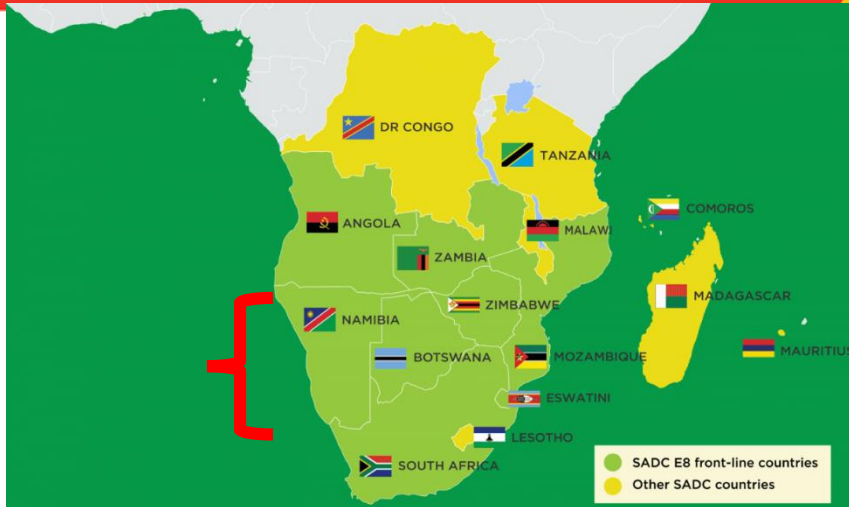 DR CONGO
TANZANIA
COMOROS
ANGOLA
MALAWI
ZAMBIA
MADAGASCAR
ZIMBABWE
NAMIBIA
MAURITIUS
BOTSWANA
MOZAMBIQUE
ESWATINI
LESOTHO
SOUTH AFRICA
SADC E8 front-line countries
Other SADC countries